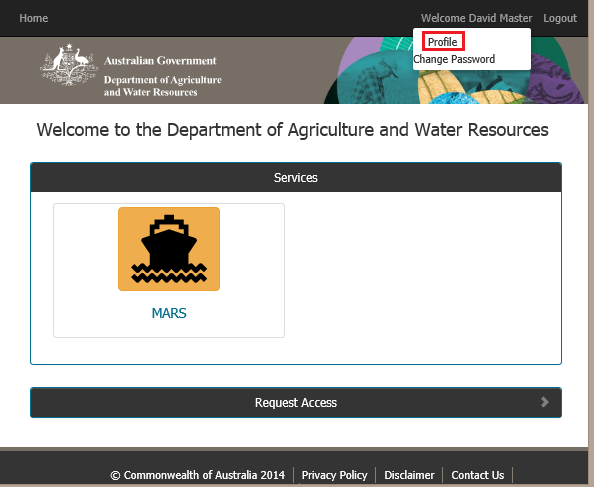 Home
Welcome David Master
Logout
Profile
Change Password
Australian Government
Department of Agriculture
and Water Resources
Welcome to the Department of Agriculture and Water Resources
Services
MARS
Request Access
© Commonwealth of Australia 2014
Privacy Policy
Disclaimer
Contact Us